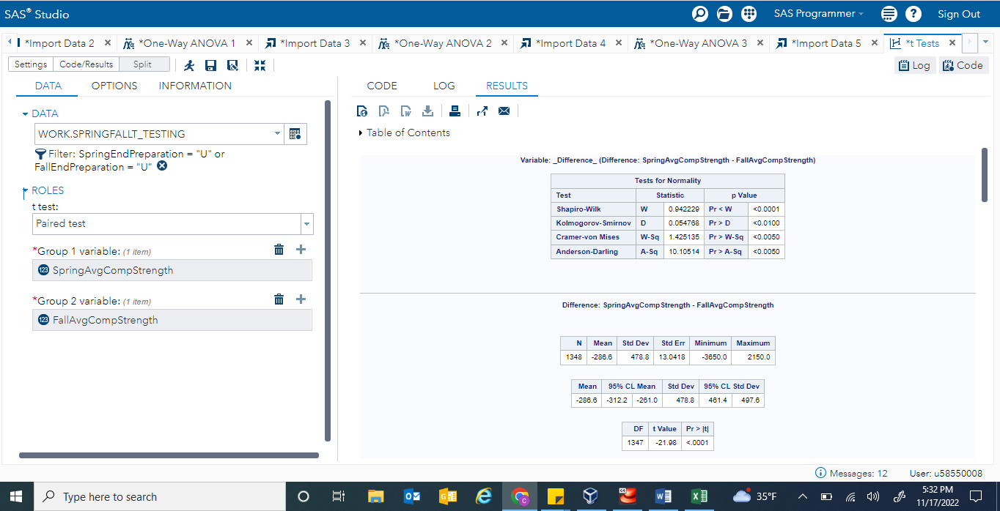 SAS® Studio
SAS Programmer
Sign Out
*Import Data 2 × *One-Way ANOVA 1 × *Import Data 3 × *One-Way ANOVA 2 × *Import Data 4 × *One-Way ANOVA 3 × *Import Data 5 × *t Tests ×
Settings Code/Results Split
Log Code
DATA OPTIONS INFORMATION
DATA
WORK.SPRINGFALLT_TESTING
Filter: SpringEndPreparation = "U" or
FallEndPreparation = "U"
ROLES
t test:
Paired test
*Group 1 variable: (1 item)
123 SpringAvgCompStrength
*Group 2 variable: (1 item)
123 FallAvgCompStrength
CODE LOG RESULTS
Table of Contents
Variable: _Difference_ (Difference: SpringAvgCompStrength - FallAvgCompStrength)
Tests for Normality
Test Statistic p Value
Shapiro-Wilk W 0.942229 Pr < W <0.0001
Kolmogorov-Smirnov D 0.054768 Pr > D <0.0100
Cramer-von Mises W-Sq 1.425135 Pr > W-Sq <0.0050
Anderson-Darling A-Sq 10.10514 Pr > A-Sq <0.0050
Difference: SpringAvgCompStrength - FallAvgCompStrength
N Mean Std Dev Std Err Minimum Maximum
1348 -286.6 478.8 13.0418 -3650.0 2150.0
Mean 95% CL Mean Std Dev 95% CL Std Dev
-286.6 -312.2 -261.0 478.8 461.4 497.6
DF t Value Pr > |t|
1347 -21.98 <.0001
Messages: 12 User: u58550008
Type here to search
35°F
5:32 PM
11/17/2022